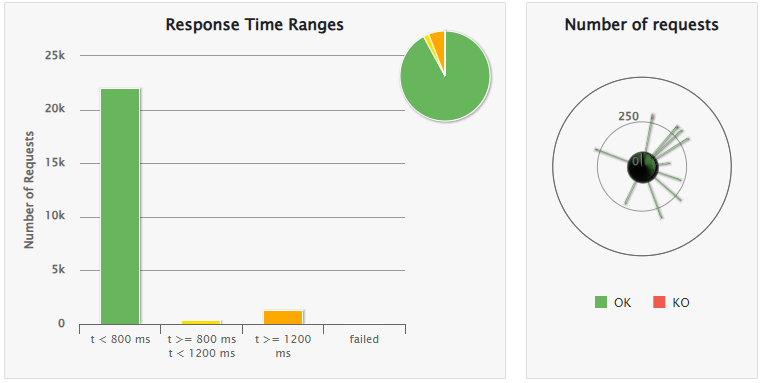 Response Time Ranges
25k
20k
15k
10k
5k
0
Number of Requests
t < 800 ms
t >= 800 ms
t < 1200 ms
t >= 1200
ms
failed
Number of requests
250
0
OK
KO